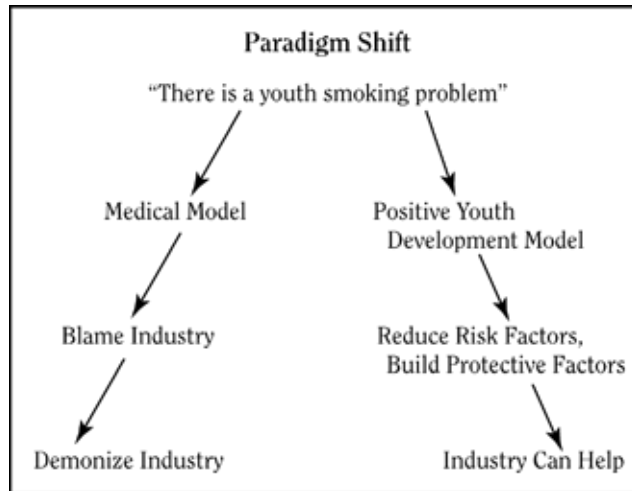 Paradigm Shift
“There is a youth smoking problem”
Medical Model
Positive Youth
Development Model
Blame Industry
Reduce Risk Factors,
Build Protective Factors
Demonize Industry
Industry Can Help